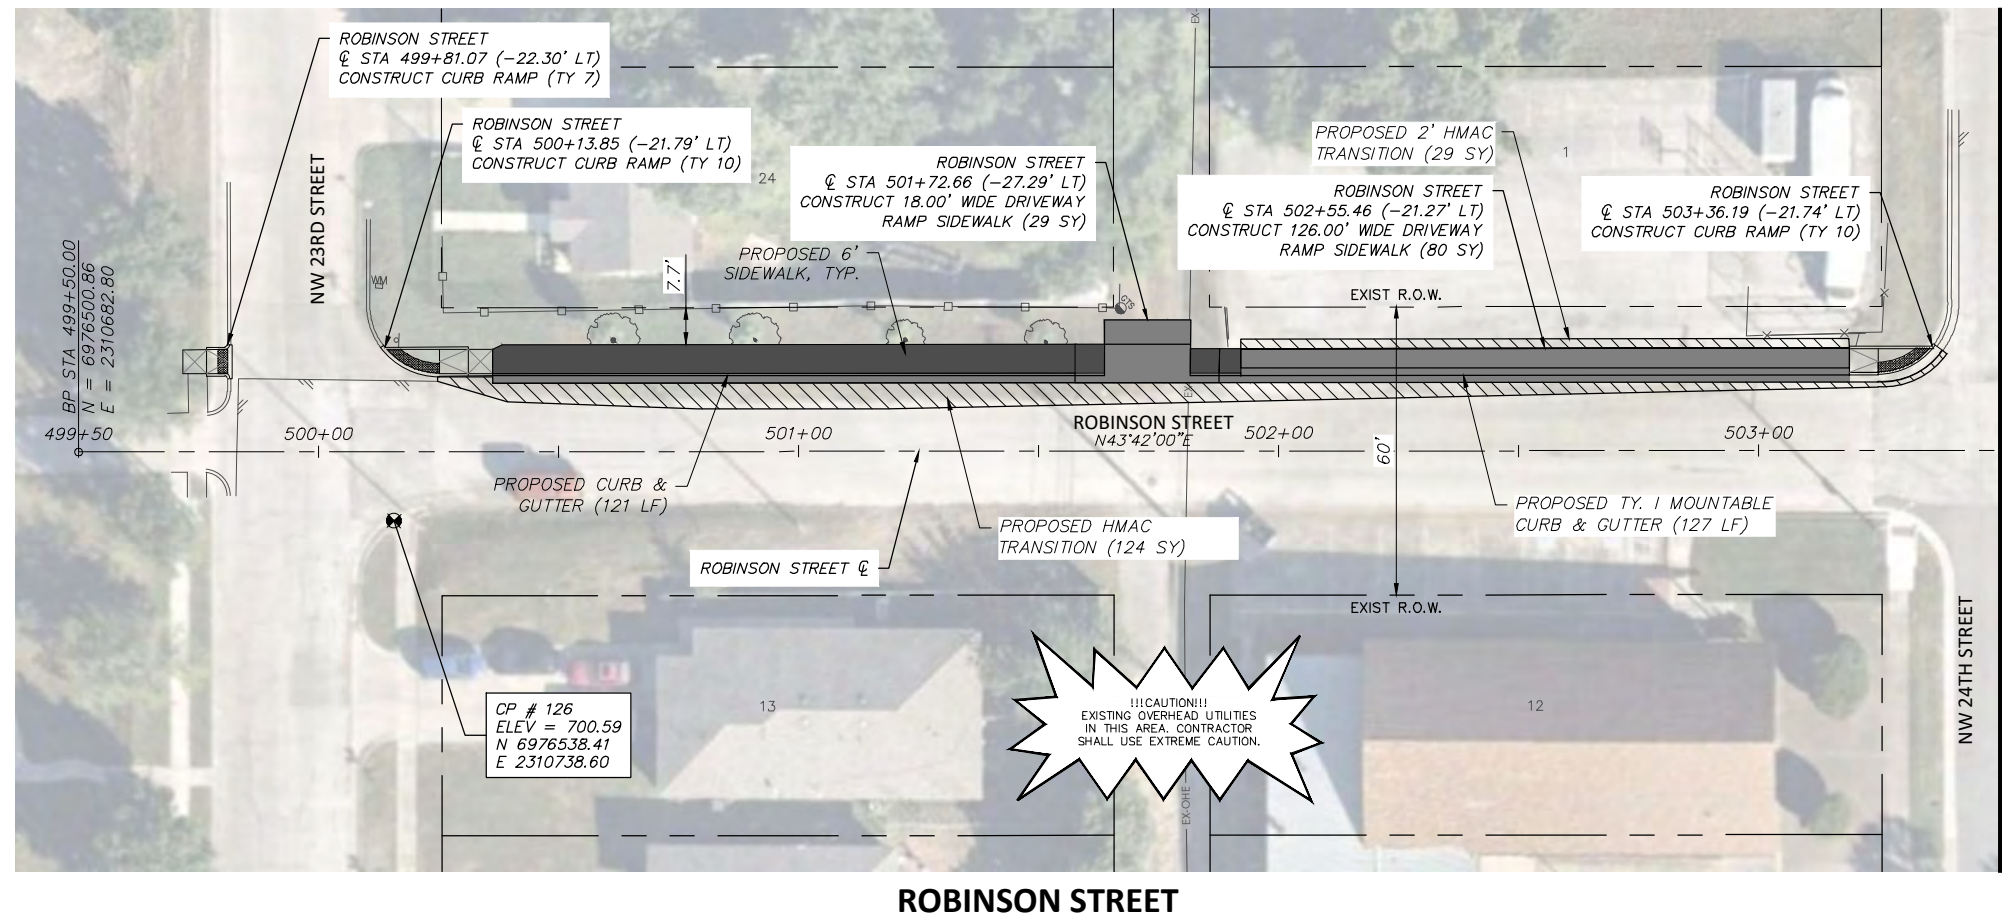 ROBINSON STREET
℄ STA 499+81.07 (-22.30' LT)
CONSTRUCT CURB RAMP (TY 7)
ROBINSON STREET
℄ STA 500+13.85 (-21.79' LT)
CONSTRUCT CURB RAMP (TY 10)
24
ROBINSON STREET
℄ STA 501+72.66 (-27.29' LT)
CONSTRUCT 18.00' WIDE DRIVEWAY
RAMP SIDEWALK (29 SY)
PROPOSED 2' HMAC
TRANSITION (29 SY)
1
ROBINSON STREET
℄ STA 502+55.46 (-21.27' LT)
CONSTRUCT 126.00' WIDE DRIVEWAY
RAMP SIDEWALK (80 SY)
ROBINSON STREET
℄ STA 503+36.19 (-21.74' LT)
CONSTRUCT CURB RAMP (TY 10)
EX-
NW 23RD STREET
BP STA 499+50.00
N = 6976500.86
E = 2310682.80
WM
7.7'
PROPOSED 6'
SIDEWALK, TYP.
GTS
EXIST R.O.W.
EX-
ROBINSON STREET
N43°42'00"E
499+50
500+00
501+00
502+00
503+00
60'
PROPOSED CURB &
GUTTER (121 LF)
PROPOSED HMAC
TRANSITION (124 SY)
PROPOSED TY. I MOUNTABLE
CURB & GUTTER (127 LF)
ROBINSON STREET ℄
EXIST R.O.W.
NW 24TH STREET
CP # 126
ELEV = 700.59
N 6976538.41
E 2310738.60
13
12
!!!CAUTION!!!
EXISTING OVERHEAD UTILITIES
IN THIS AREA. CONTRACTOR
SHALL USE EXTREME CAUTION.
EX-OHE
ROBINSON STREET